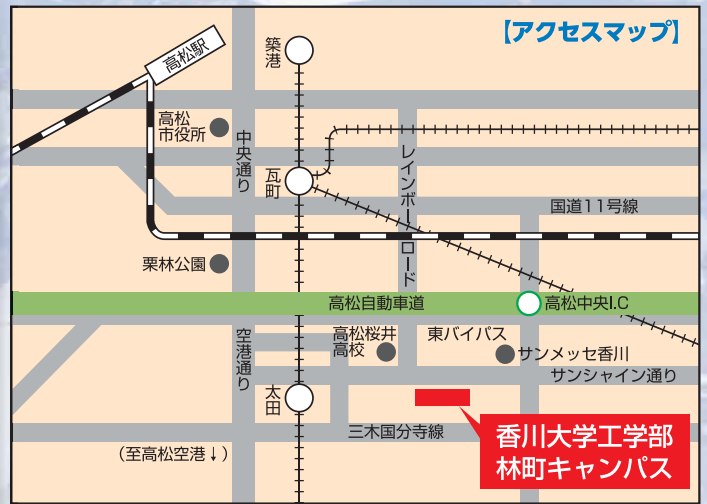 【アクセスマップ】
高松駅
築港
高松
市役所
中央通り
瓦町
レインボーロード
国道11号線
栗林公園
高松自動車道
高松中央I.C
空港通り
高松桜井
高校
東バイパス
サンメッセ香川
サンシャイン通り
太田
三木国分寺線
(至高松空港↓)
香川大学工学部
林町キャンパス